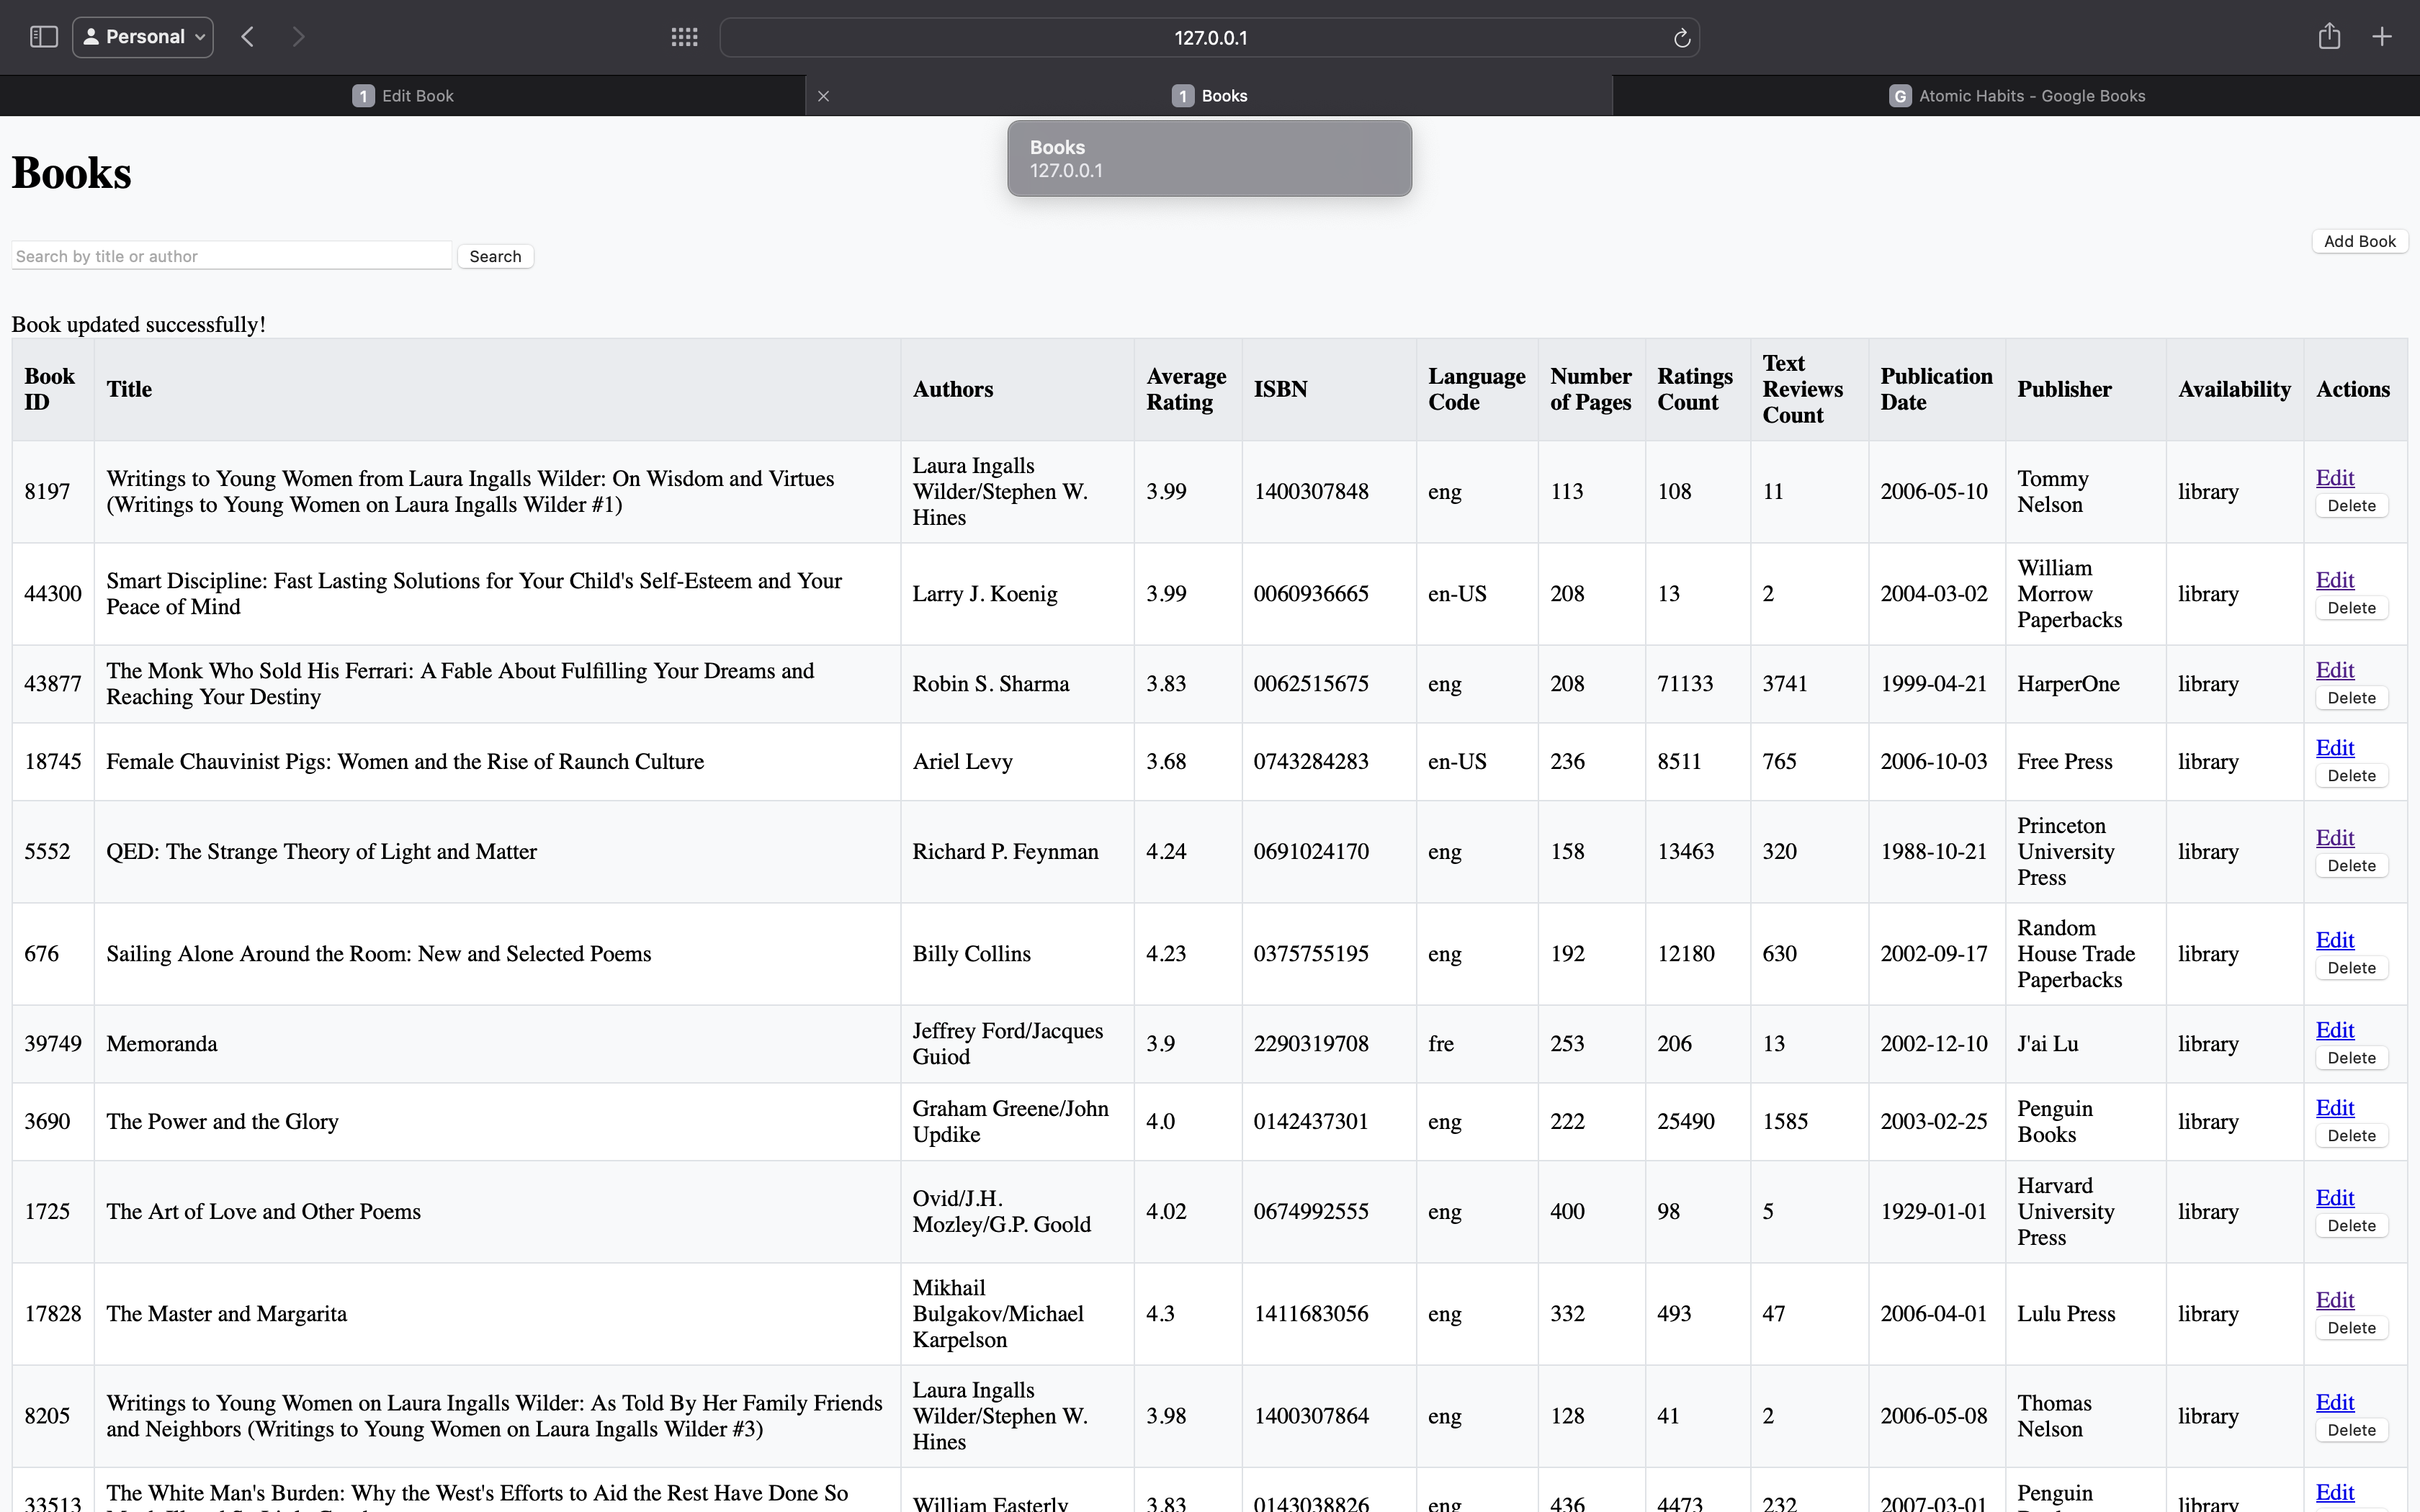 Personal
127.0.0.1
1 Edit Book
1 Books
G Atomic Habits - Google Books
Books
127.0.0.1
Books
Search by title or author Search
Add Book
Book updated successfully!
Book ID Title Authors Average Rating ISBN Language Code Number of Pages Ratings Count Text Reviews Count Publication Date Publisher Availability Actions
8197 Writings to Young Women from Laura Ingalls Wilder: On Wisdom and Virtues (Writings to Young Women on Laura Ingalls Wilder #1) Laura Ingalls Wilder/Stephen W. Hines 3.99 1400307848 eng 113 108 11 2006-05-10 Tommy Nelson library Edit Delete
44300 Smart Discipline: Fast Lasting Solutions for Your Child's Self-Esteem and Your Peace of Mind Larry J. Koenig 3.99 0060936665 en-US 208 13 2 2004-03-02 William Morrow Paperbacks library Edit Delete
43877 The Monk Who Sold His Ferrari: A Fable About Fulfilling Your Dreams and Reaching Your Destiny Robin S. Sharma 3.83 0062515675 eng 208 71133 3741 1999-04-21 HarperOne library Edit Delete
18745 Female Chauvinist Pigs: Women and the Rise of Raunch Culture Ariel Levy 3.68 0743284283 en-US 236 8511 765 2006-10-03 Free Press library Edit Delete
5552 QED: The Strange Theory of Light and Matter Richard P. Feynman 4.24 0691024170 eng 158 13463 320 1988-10-21 Princeton University Press library Edit Delete
676 Sailing Alone Around the Room: New and Selected Poems Billy Collins 4.23 0375755195 eng 192 12180 630 2002-09-17 Random House Trade Paperbacks library Edit Delete
39749 Memoranda Jeffrey Ford/Jacques Guiod 3.9 2290319708 fre 253 206 13 2002-12-10 J'ai Lu library Edit Delete
3690 The Power and the Glory Graham Greene/John Updike 4.0 0142437301 eng 222 25490 1585 2003-02-25 Penguin Books library Edit Delete
1725 The Art of Love and Other Poems Ovid/J.H. Mozley/G.P. Goold 4.02 0674992555 eng 400 98 5 1929-01-01 Harvard University Press library Edit Delete
17828 The Master and Margarita Mikhail Bulgakov/Michael Karpelson 4.3 1411683056 eng 332 493 47 2006-04-01 Lulu Press library Edit Delete
8205 Writings to Young Women on Laura Ingalls Wilder: As Told By Her Family Friends and Neighbors (Writings to Young Women on Laura Ingalls Wilder #3) Laura Ingalls Wilder/Stephen W. Hines 3.98 1400307864 eng 128 41 2 2006-05-08 Thomas Nelson library Edit Delete
33513 The White Man's Burden: Why the West's Efforts to Aid the Rest Have Done So William Easterly 3.83 0143038826 eng 436 4473 232 2007-03-01 Penguin library Edit